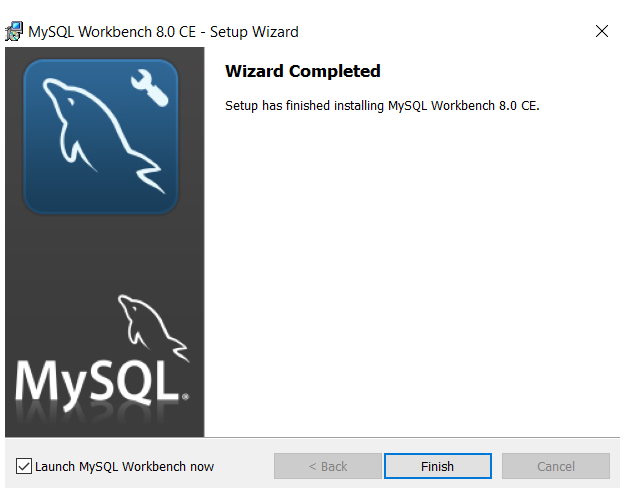 MySQL Workbench 8.0 CE - Setup Wizard
Wizard Completed
Setup has finished installing MySQL Workbench 8.0 CE.
MySQL®
Launch MySQL Workbench now
< Back
Finish
Cancel